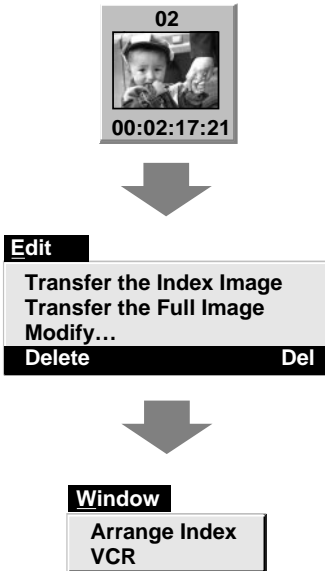 02
00:02:17:21
Edit
Transfer the Index Image
Transfer the Full Image
Modify…
Delete Del
Window
Arrange Index
VCR